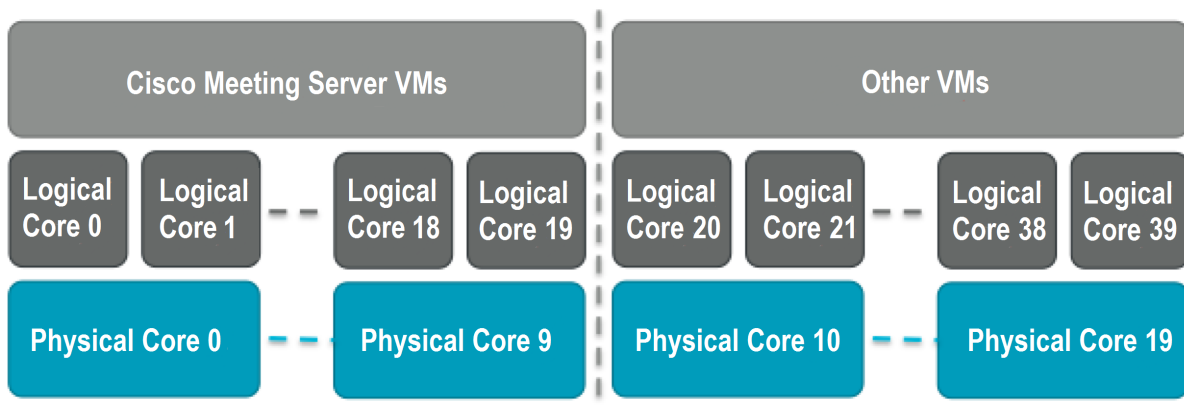 Cisco Meeting Server VMs
Other VMs
Logical
Core 0
Logical
Core 1
Logical
Core 18
Logical
Core 19
Logical
Core 20
Logical
Core 21
Logical
Core 38
Logical
Core 39
Physical Core 0
Physical Core 9
Physical Core 10
Physical Core 19